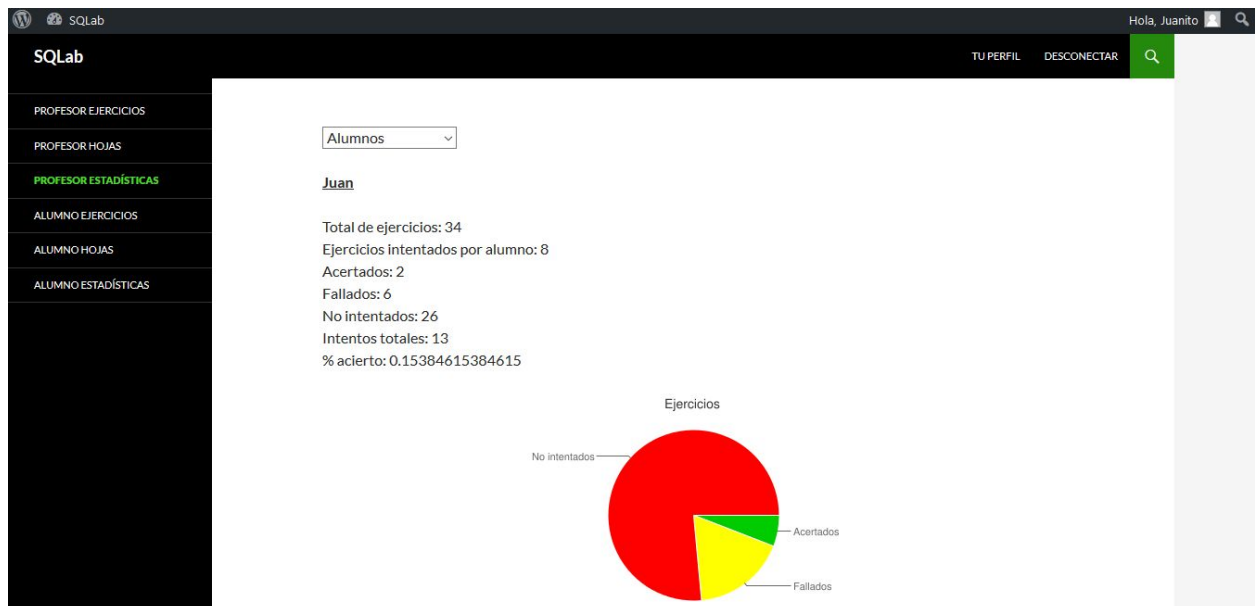 SQLab
Hola, Juanito
SQLab
TU PERFIL
DESCONECTAR
PROFESOR EJERCICIOS
PROFESOR HOJAS
PROFESOR ESTADÍSTICAS
ALUMNO EJERCICIOS
ALUMNO HOJAS
ALUMNO ESTADÍSTICAS
Alumnos
Juan
Total de ejercicios: 34
Ejercicios intentados por alumno: 8
Acertados: 2
Fallados: 6
No intentados: 26
Intentos totales: 13
% acierto: 0.15384615384615
Ejercicios
No intentados
Acertados
Fallados